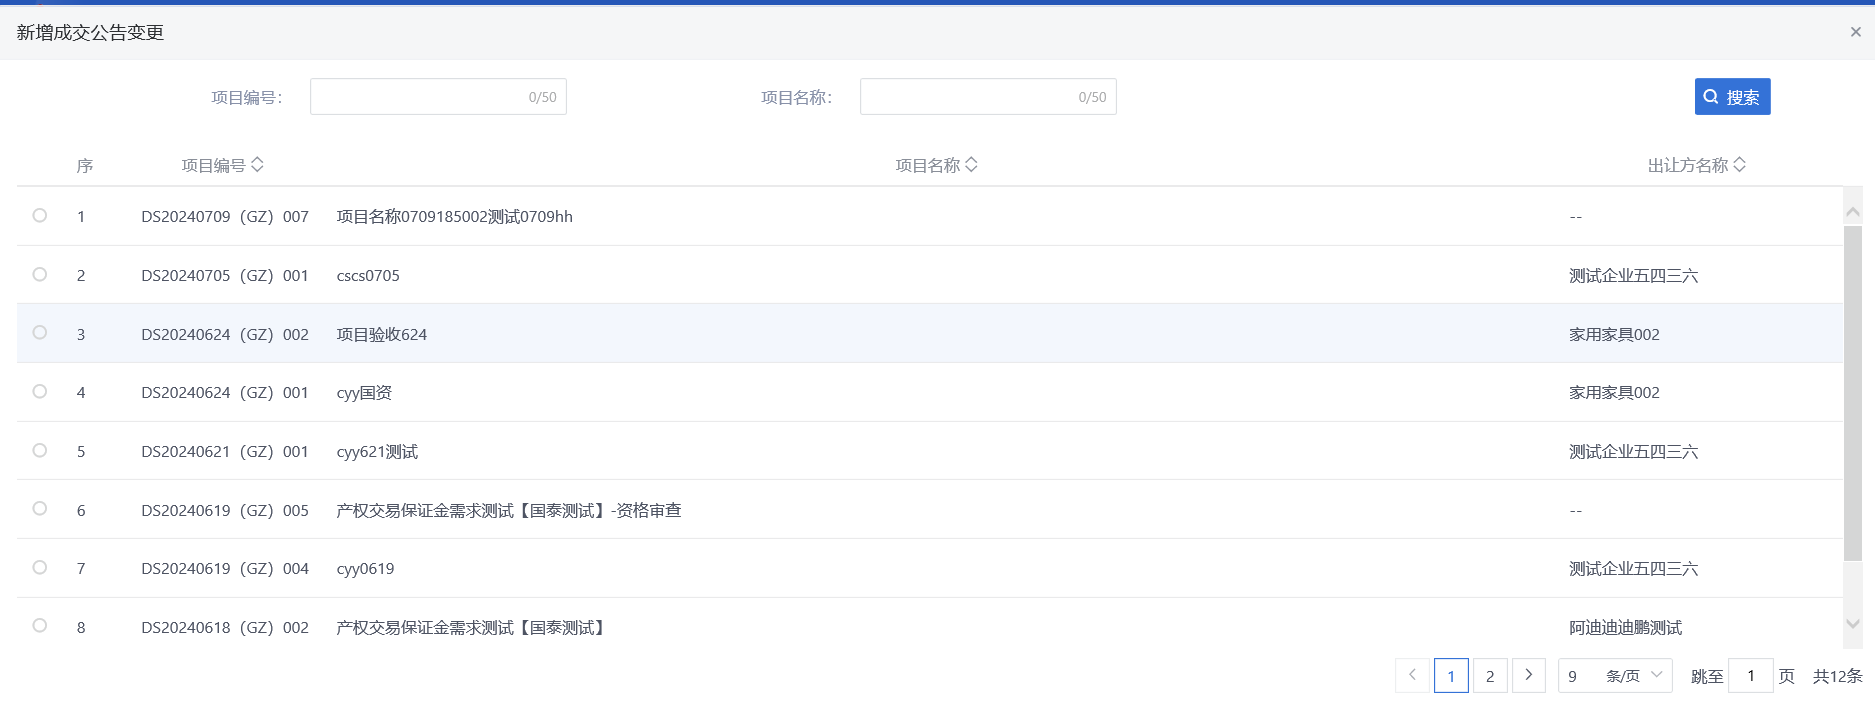 新增成交公告变更
项目编号： 0/50 项目名称： 0/50 搜索
序 项目编号 项目名称 出让方名称
1 DS20240709（GZ）007 项目名称0709185002测试0709hh --
2 DS20240705（GZ）001 cscs0705 测试企业五四三六
3 DS20240624（GZ）002 项目验收624 家用家具002
4 DS20240624（GZ）001 cyy国资 家用家具002
5 DS20240621（GZ）001 cyy621测试 测试企业五四三六
6 DS20240619（GZ）005 产权交易保证金需求测试【国泰测试】-资格审查 --
7 DS20240619（GZ）004 cyy0619 测试企业五四三六
8 DS20240618（GZ）002 产权交易保证金需求测试【国泰测试】 阿迪迪迪鹏测试
1 2 9 条/页 跳至 1 页 共12条